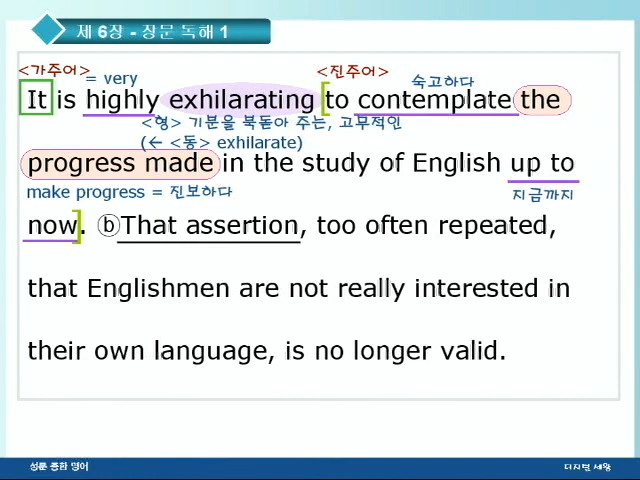 제 6장 - 장문 독해 1
<가주어> = very <진주어> 숙고하다
It is highly exhilarating [to contemplate the
<형> 기분을 북돋아 주는, 고무적인
(← <동> exhilarate)
progress made in the study of English up to
make progress = 진보하다 지금까지
now]. ⓑThat assertion, too often repeated,
that Englishmen are not really interested in
their own language, is no longer valid.
성문 종합 영어 디지털 세왕